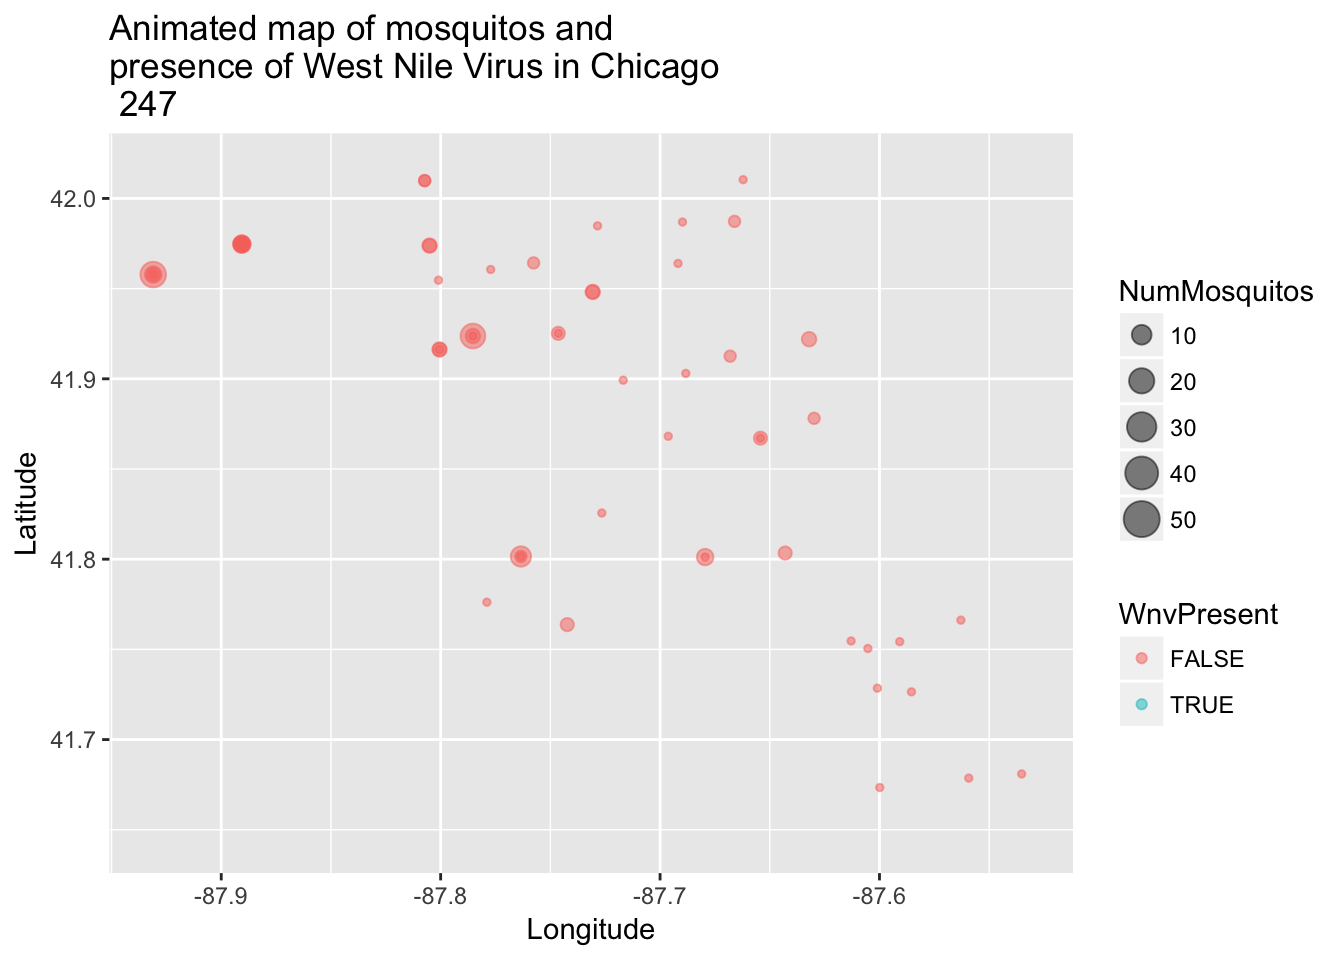 Animated map of mosquitos and
presence of West Nile Virus in Chicago
247
42.0
41.9
41.8
41.7
Latitude
-87.9
-87.8
-87.7
-87.6
Longitude
NumMosquitos
10
20
30
40
50
WnvPresent
FALSE
TRUE